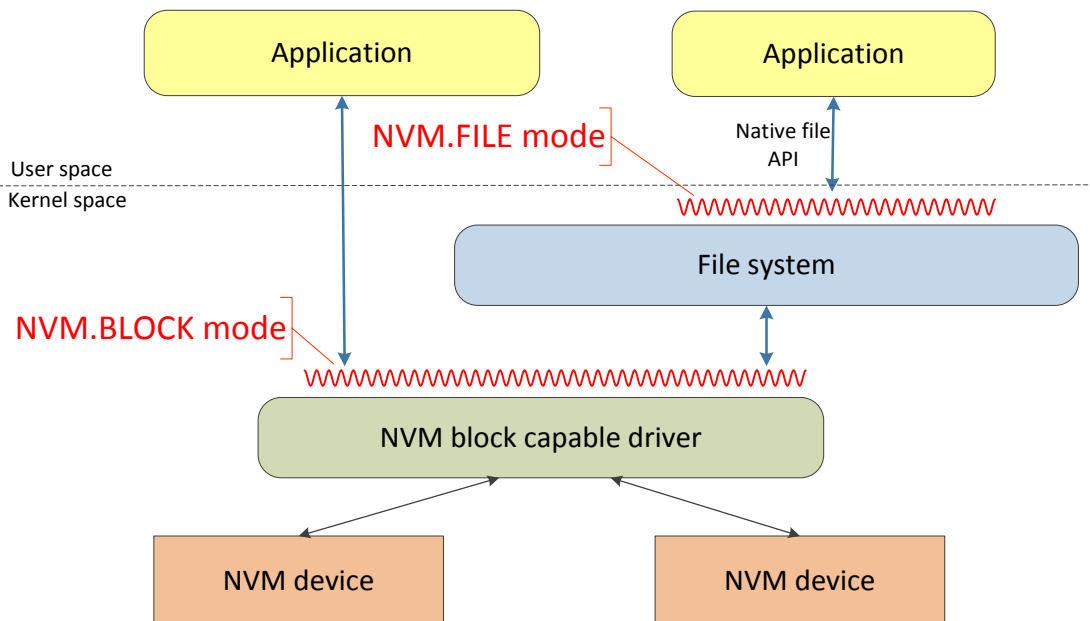 Application
Application
NVM.FILE mode
Native file
API
User space
Kernel space
File system
NVM.BLOCK mode
NVM block capable driver
NVM device
NVM device